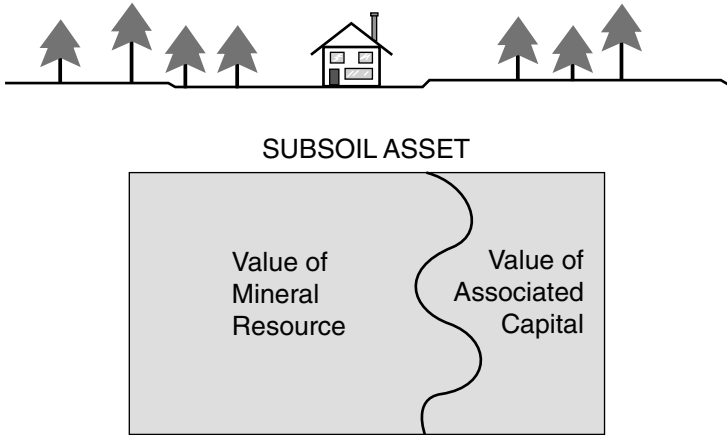 SUBSOIL ASSET
Value of
Mineral
Resource
Value of
Associated
Capital